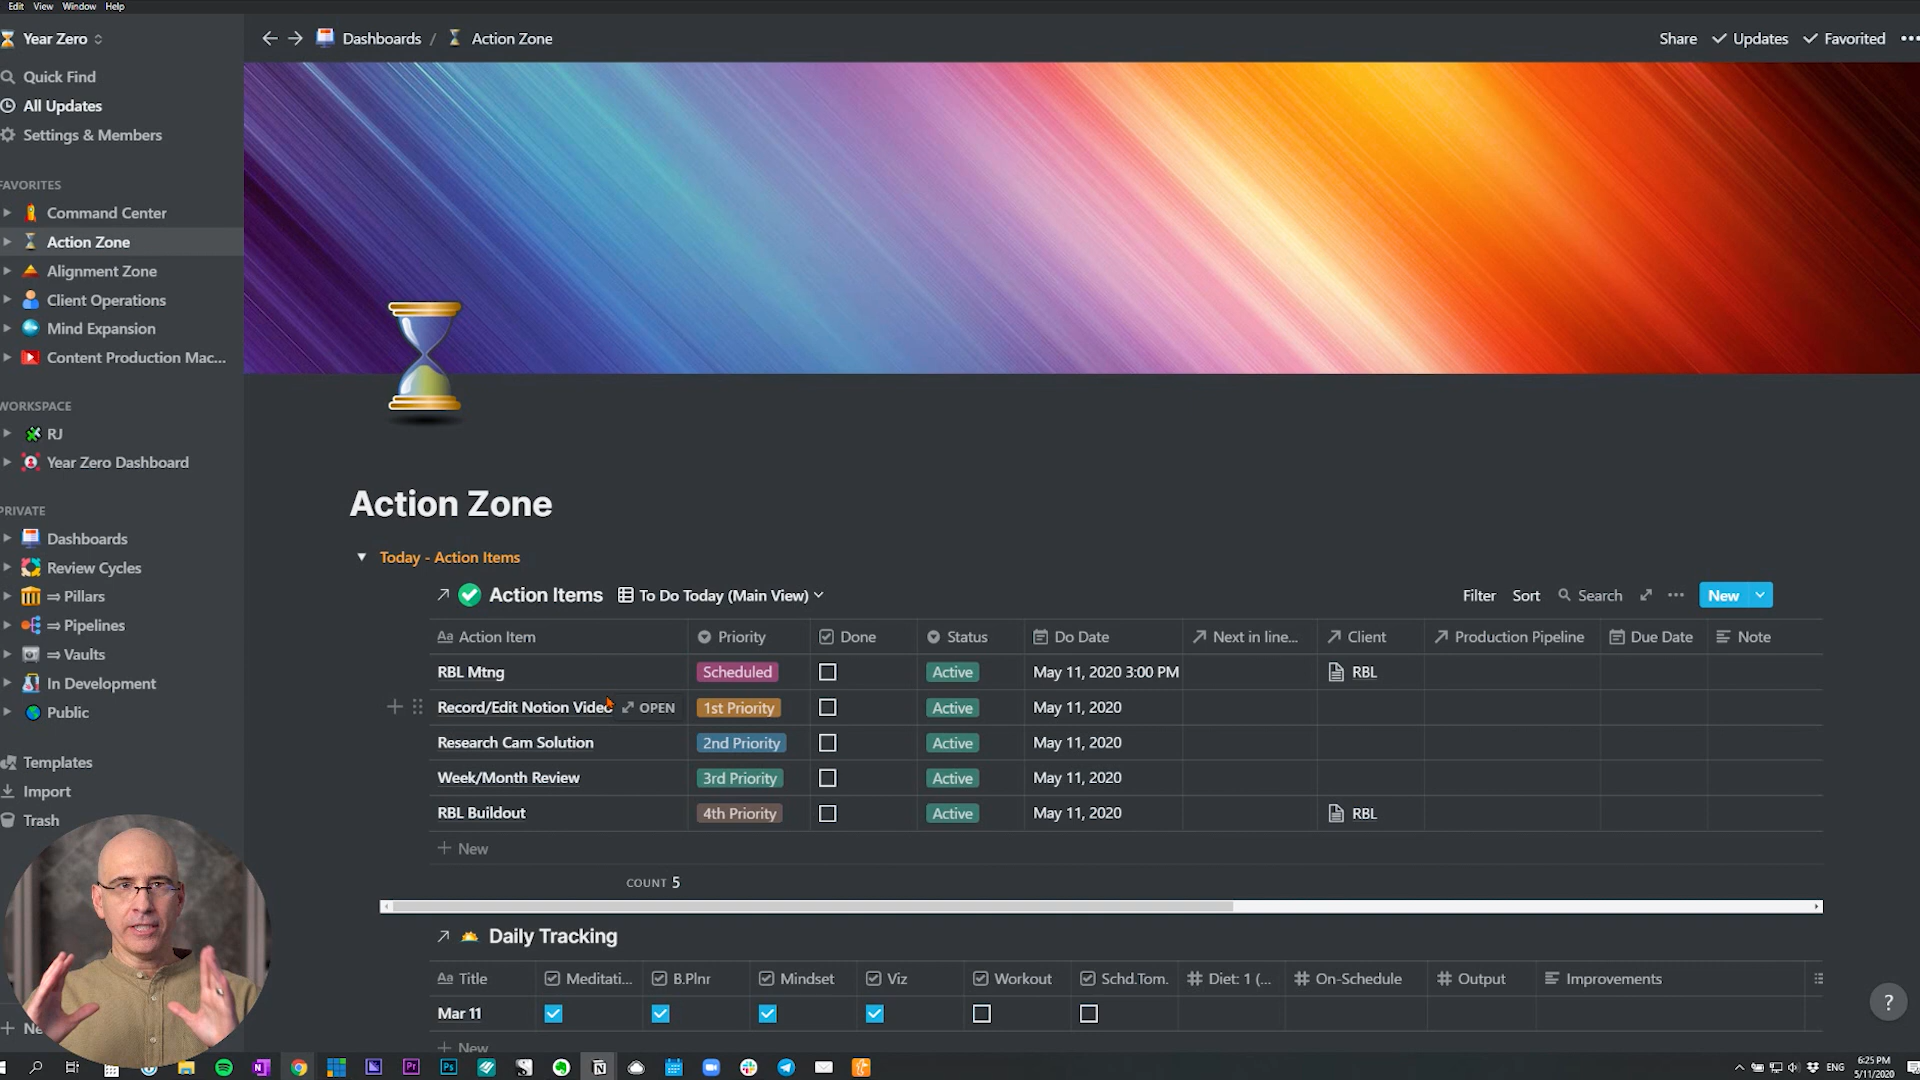 Edit View Window Help
Year Zero
Dashboards / Action Zone
Share Updates Favorited
Quick Find
All Updates
Settings & Members
FAVORITES
Command Center
Action Zone
Alignment Zone
Client Operations
Mind Expansion
Content Production Mac...
WORKSPACE
RJ
Year Zero Dashboard
PRIVATE
Dashboards
Review Cycles
⇒ Pillars
⇒ Pipelines
⇒ Vaults
In Development
Public
Templates
Import
Trash
Action Zone
Today - Action Items
Action Items To Do Today (Main View)
Filter Sort Search New
Aa Action Item Priority Done Status Do Date Next in line... Client Production Pipeline Due Date Note
RBL Mtng Scheduled Active May 11, 2020 3:00 PM RBL
Record/Edit Notion Video OPEN 1st Priority Active May 11, 2020
Research Cam Solution 2nd Priority Active May 11, 2020
Week/Month Review 3rd Priority Active May 11, 2020
RBL Buildout 4th Priority Active May 11, 2020 RBL
+ New
COUNT 5
Daily Tracking
Aa Title Meditati... B.Plnr Mindset Viz Workout Schd.Tom. # Diet: 1 (... # On-Schedule # Output Improvements
Mar 11
+ New
?
ENG
6:25 PM
5/11/2020